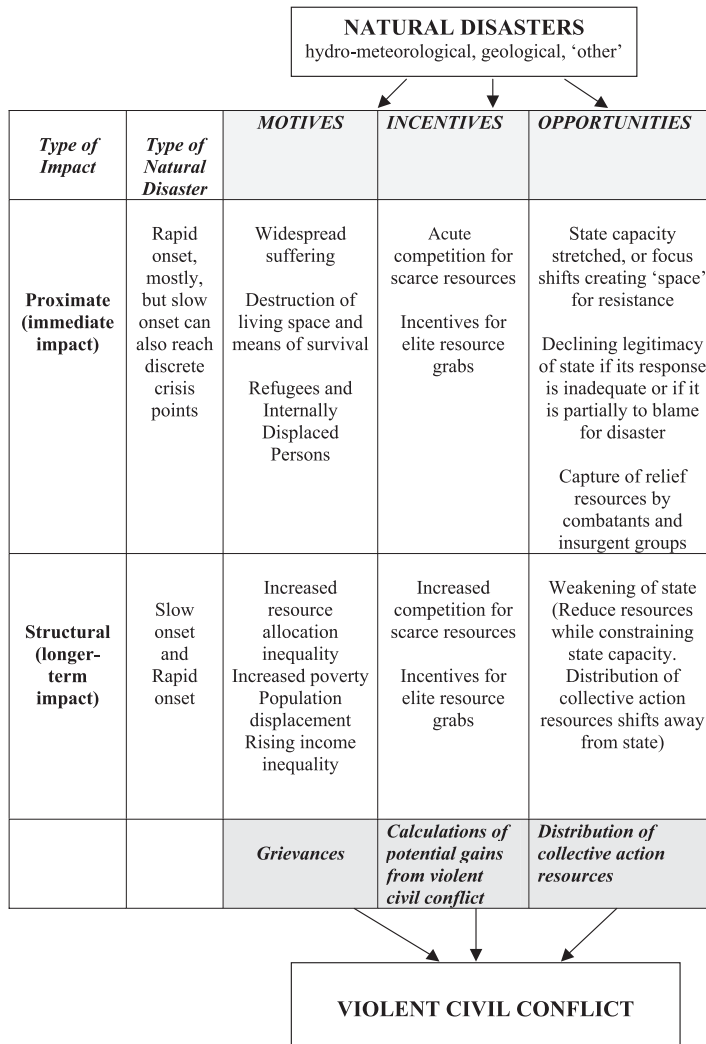 NATURAL DISASTERS
hydro-meteorological, geological, ‘other’
Type of
Impact
Type of
Natural
Disaster
MOTIVES
INCENTIVES
OPPORTUNITIES
Proximate
(immediate
impact)
Rapid
onset,
mostly,
but slow
onset can
also reach
discrete
crisis
points
Widespread
suffering
Destruction of
living space and
means of survival
Refugees and
Internally
Displaced
Persons
Acute
competition for
scarce resources
Incentives for
elite resource
grabs
State capacity
stretched, or focus
shifts creating ‘space’
for resistance
Declining legitimacy
of state if its response
is inadequate or if it
is partially to blame
for disaster
Capture of relief
resources by
combatants and
insurgent groups
Structural
(longer-
term
impact)
Slow
onset
and
Rapid
onset
Increased
resource
allocation
inequality
Increased poverty
Population
displacement
Rising income
inequality
Increased
competition for
scarce resources
Incentives for
elite resource
grabs
Weakening of state
(Reduce resources
while constraining
state capacity.
Distribution of
collective action
resources shifts away
from state)
Grievances
Calculations of
potential gains
from violent
civil conflict
Distribution of
collective action
resources
VIOLENT CIVIL CONFLICT